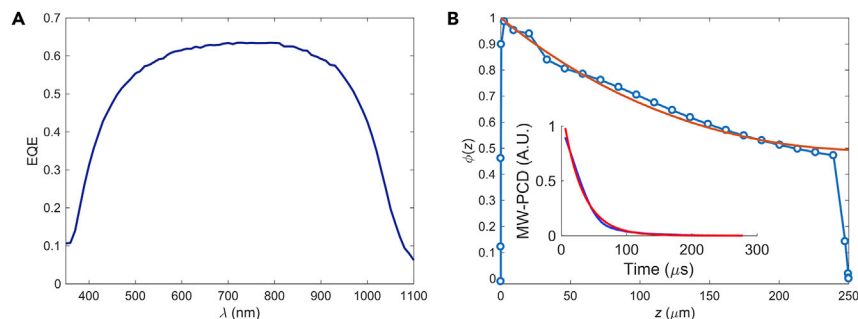 A
EQE
0.7
0.6
0.5
0.4
0.3
0.2
0.1
0
400 500 600 700 800 900 1000 1100
λ (nm)
B
ϕ(z)
1
0.9
0.8
0.7
0.6
0.5
0.4
0.3
0.2
0.1
0
MW-PCD (A.U.)
1
0.5
0
0 100 200 300
Time (μs)
0 50 100 150 200 250
z (μm)